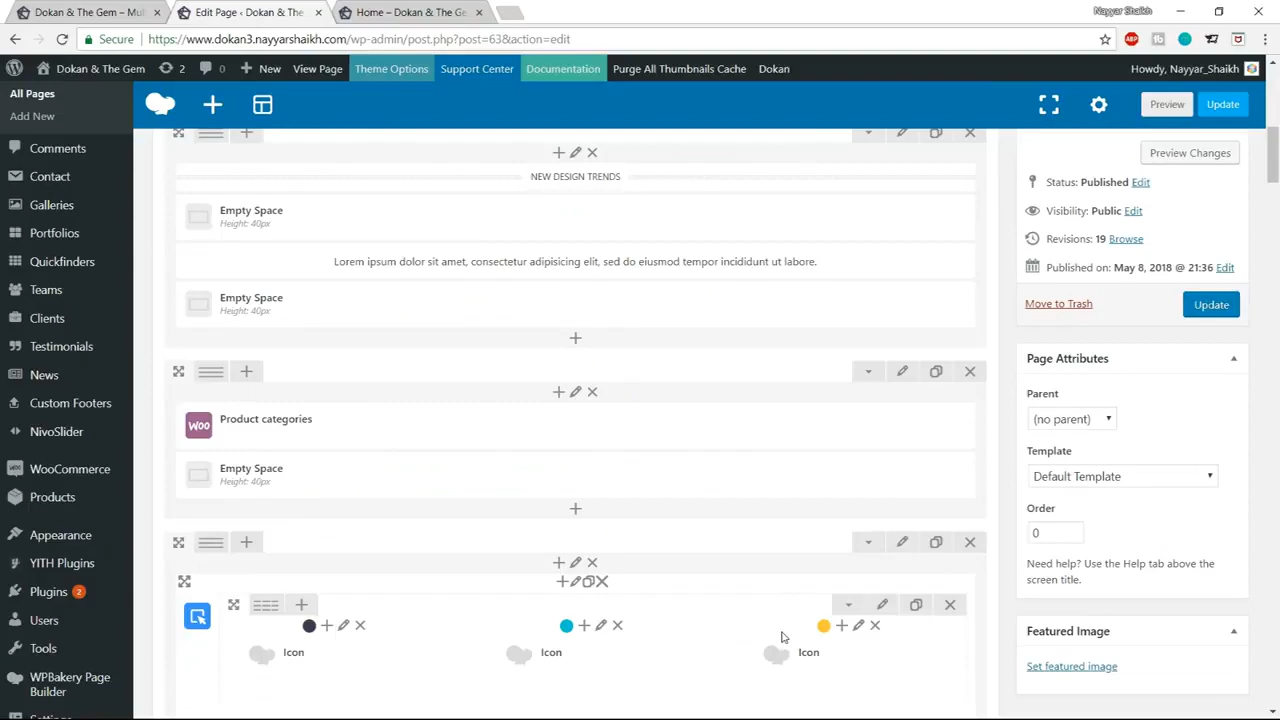 Dokan & The Gem – Mul
Edit Page ‹ Dokan & The
Home – Dokan & The Ge
Nayyar Shaikh
Secure
https://www.dokan3.nayyarshaikh.com/wp-admin/post.php?post=63&action=edit
ABP
Dokan & The Gem
2
0
New
View Page
Theme Options
Support Center
Documentation
Purge All Thumbnails Cache
Dokan
Howdy, Nayyar_Shaikh
All Pages
Add New
Comments
Contact
Galleries
Portfolios
Quickfinders
Teams
Clients
Testimonials
News
Custom Footers
NivoSlider
WooCommerce
Products
Appearance
YITH Plugins
Plugins 2
Users
Tools
WPBakery Page
Builder
Settings
Preview
Update
NEW DESIGN TRENDS
Empty Space
Height: 40px
Lorem ipsum dolor sit amet, consectetur adipisicing elit, sed do eiusmod tempor incididunt ut labore.
Empty Space
Height: 40px
Woo
Product categories
Empty Space
Height: 40px
Icon
Icon
Icon
Preview Changes
Status: Published Edit
Visibility: Public Edit
Revisions: 19 Browse
Published on: May 8, 2018 @ 21:36 Edit
Move to Trash
Update
Page Attributes
Parent
(no parent)
Template
Default Template
Order
0
Need help? Use the Help tab above the
screen title.
Featured Image
Set featured image